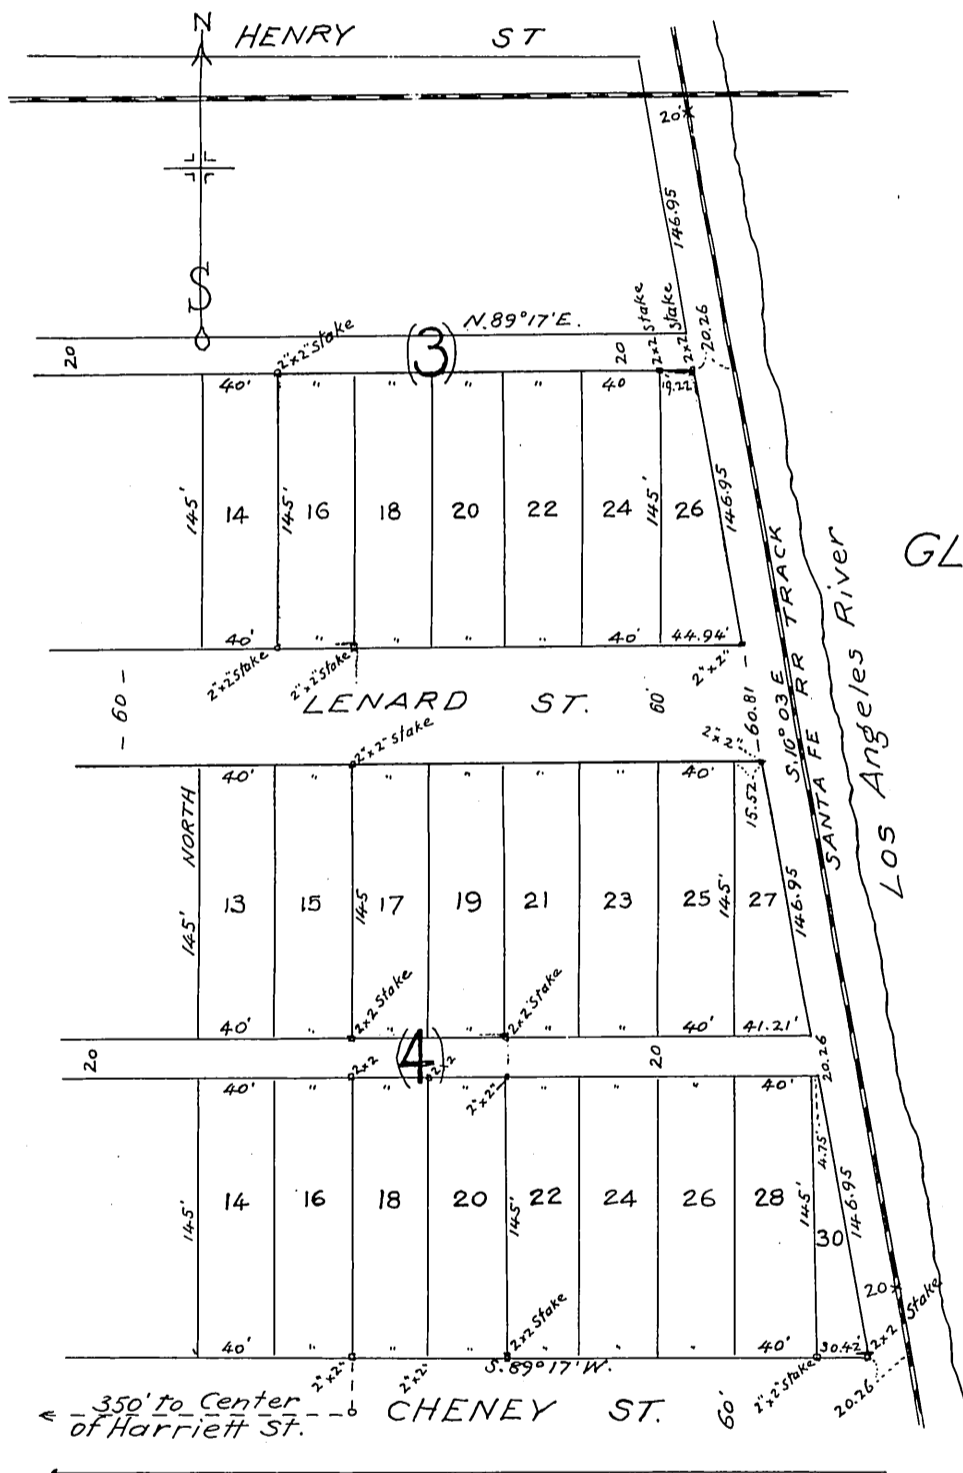 N
HENRY ST
20'
146.95
S
N.89°17'E.
2"x2" stake
2x2 stake
2x2 stake
20.26
20
(3)
20
40' " " " " 40 19.22'
145' 14 145' 16 18 20 22 24 145' 26 146.95
GL
40' " " " " 40' 44.94'
2"x2" stake
2"x2" stake
2"x2"
- 60 -
LENARD ST.
60'
- 60.81
2"x2"
2"x2" stake
S.10°03E
SANTA FE RR TRACK
Los Angeles River
40' " " " " " 40'
15.52
NORTH
145' 13 15 145 17 19 21 23 25 145' 27 146.95
2x2 stake
2x2 stake
40' " " " " " 40' 41.21'
20
(4)
20
20.26
2x2
2x2
2"x2"
40' " " " " " " 40'
4.75'
145' 14 16 18 20 145' 22 24 26 28 145' 30 146.95
20
2x2 stake
2x2 Stake
40' " " " " " " 40' 30.42'
2"x2"
2"x2"
S.89°17'W.
2"x2" stake
20.26
350' to Center
of Harriett St.
CHENEY ST.
60'